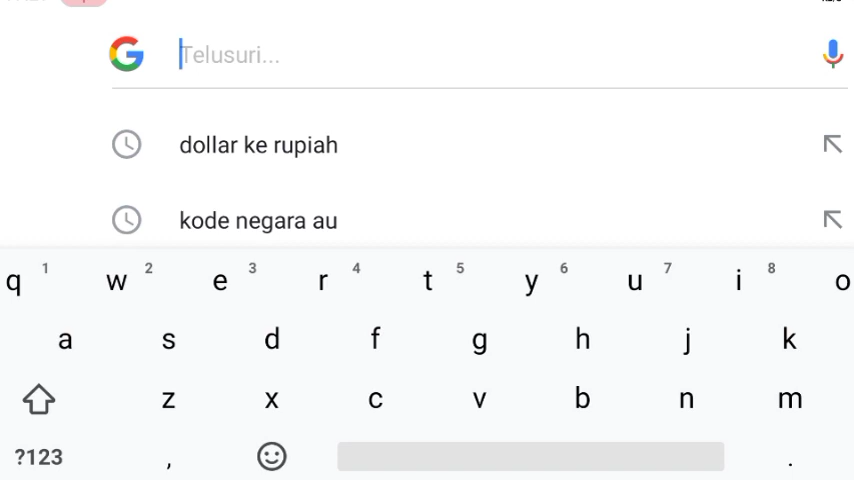 Telusuri...
dollar ke rupiah
kode negara au
q 1 w 2 e 3 r 4 t 5 y 6 u 7 i 8 o
a s d f g h j k
z x c v b n m
?123 , .